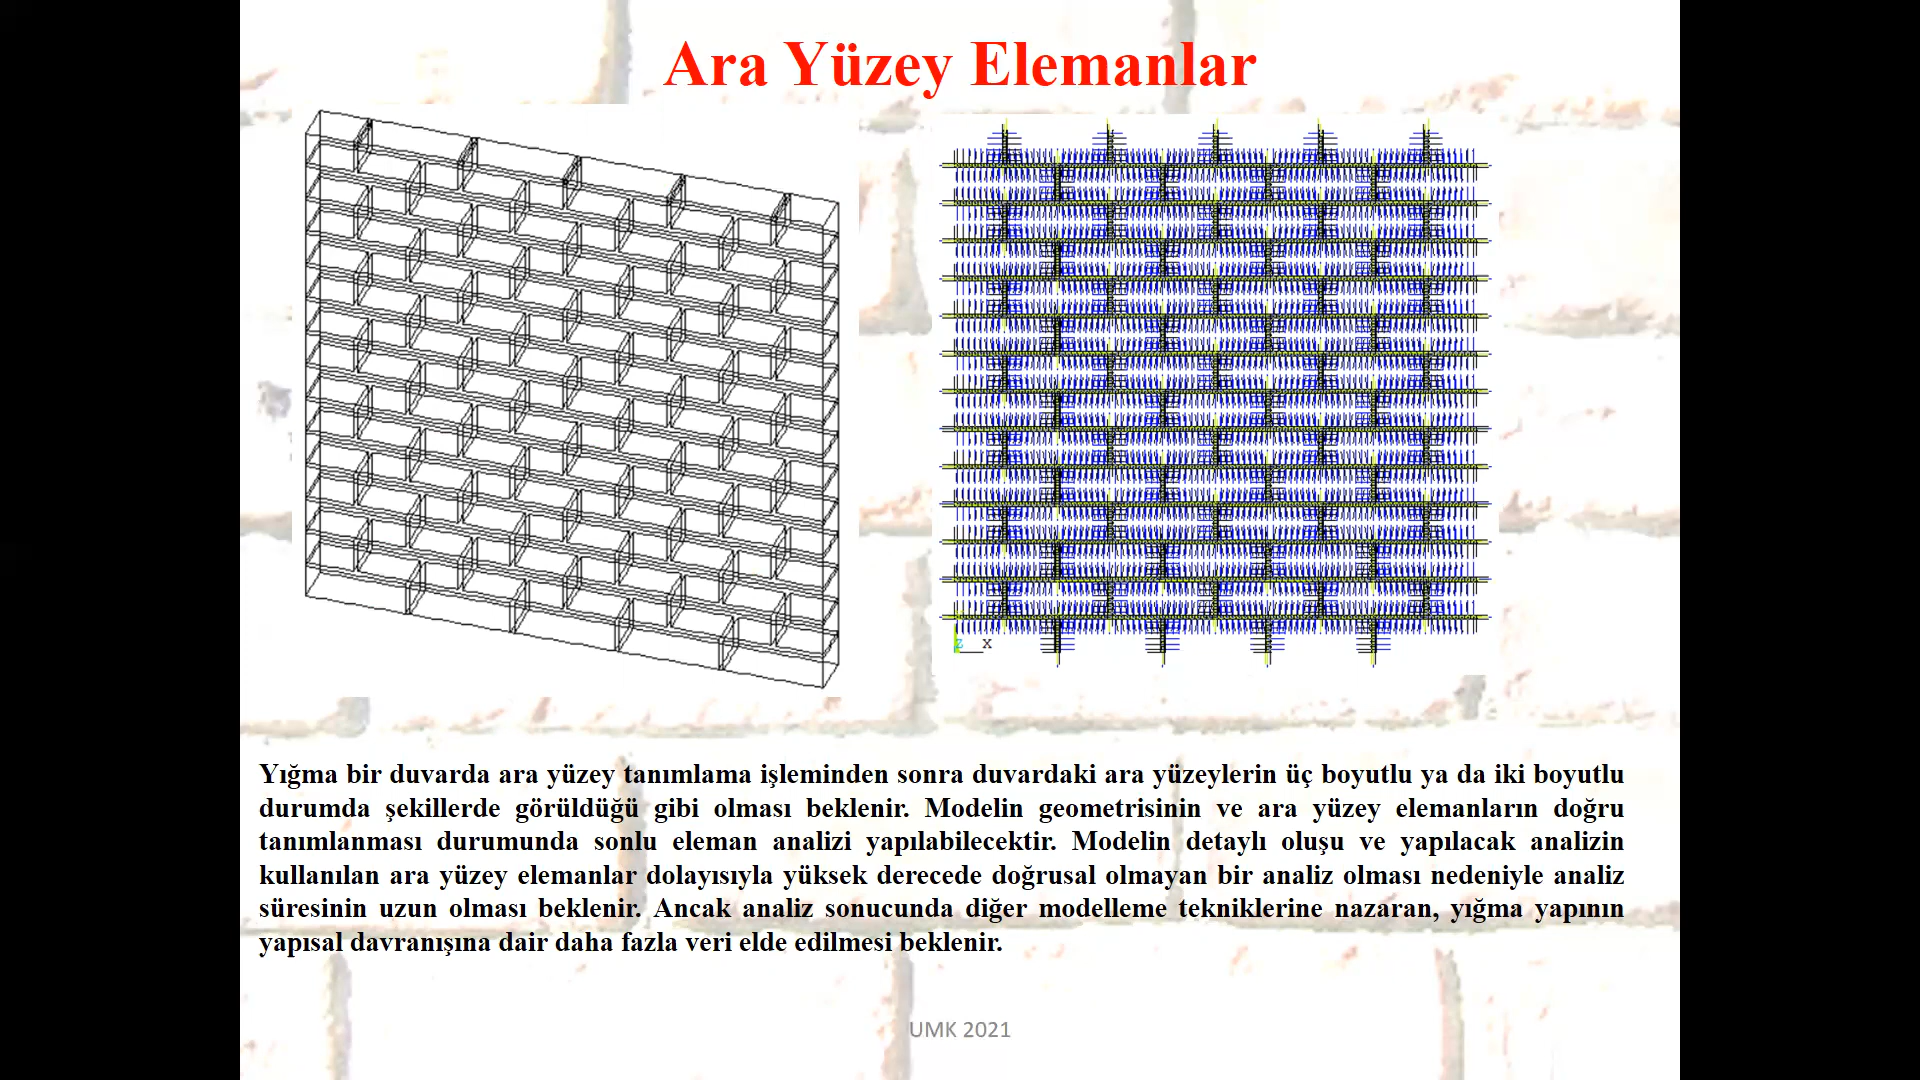 Ara Yüzey Elemanlar
Z X
Yığma bir duvarda ara yüzey tanımlama işleminden sonra duvardaki ara yüzeylerin üç boyutlu ya da iki boyutlu
durumda şekillerde görüldüğü gibi olması beklenir. Modelin geometrisinin ve ara yüzey elemanların doğru
tanımlanması durumunda sonlu eleman analizi yapılabilecektir. Modelin detaylı oluşu ve yapılacak analizin
kullanılan ara yüzey elemanlar dolayısıyla yüksek derecede doğrusal olmayan bir analiz olması nedeniyle analiz
süresinin uzun olması beklenir. Ancak analiz sonucunda diğer modelleme tekniklerine nazaran, yığma yapının
yapısal davranışına dair daha fazla veri elde edilmesi beklenir.
UMK 2021